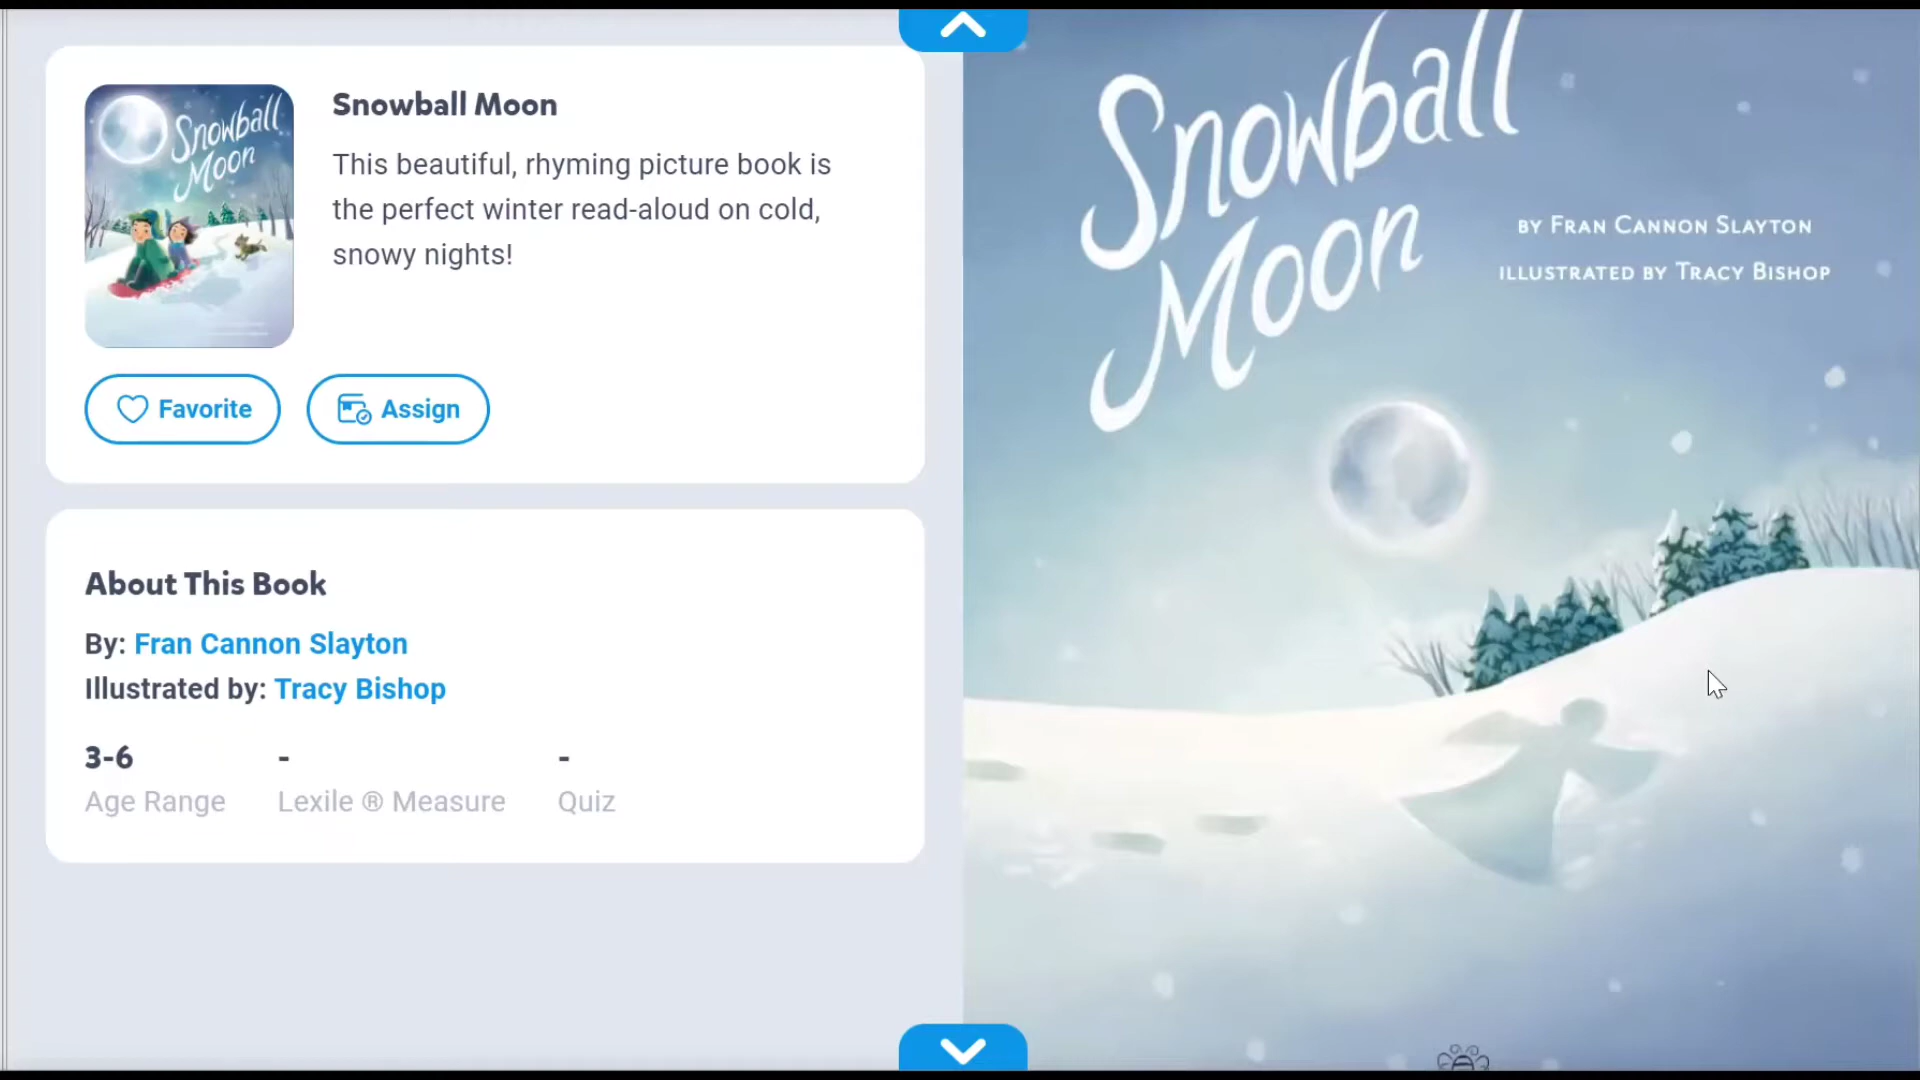 Snowball
Moon
Snowball Moon
This beautiful, rhyming picture book is
the perfect winter read-aloud on cold,
snowy nights!
Favorite
Assign
About This Book
By: Fran Cannon Slayton
Illustrated by: Tracy Bishop
3-6 - -
Age Range Lexile ® Measure Quiz
Snowball
Moon
BY FRAN CANNON SLAYTON
ILLUSTRATED BY TRACY BISHOP